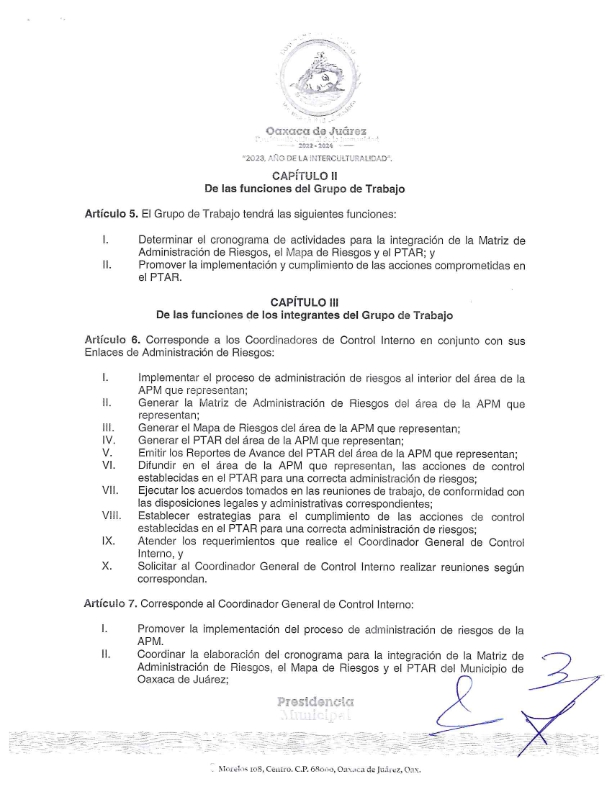 Oaxaca de Juárez
2022 - 2024
"2023, AÑO DE LA INTERCULTURALIDAD".
CAPÍTULO II
De las funciones del Grupo de Trabajo
Artículo 5. El Grupo de Trabajo tendrá las siguientes funciones:
I. Determinar el cronograma de actividades para la integración de la Matriz de
Administración de Riesgos, el Mapa de Riesgos y el PTAR; y
II. Promover la implementación y cumplimiento de las acciones comprometidas en
el PTAR.
CAPÍTULO III
De las funciones de los integrantes del Grupo de Trabajo
Artículo 6. Corresponde a los Coordinadores de Control Interno en conjunto con sus
Enlaces de Administración de Riesgos:
I. Implementar el proceso de administración de riesgos al interior del área de la
APM que representan;
II. Generar la Matriz de Administración de Riesgos del área de la APM que
representan;
III. Generar el Mapa de Riesgos del área de la APM que representan;
IV. Generar el PTAR del área de la APM que representan;
V. Emitir los Reportes de Avance del PTAR del área de la APM que representan;
VI. Difundir en el área de la APM que representan, las acciones de control
establecidas en el PTAR para una correcta administración de riesgos;
VII. Ejecutar los acuerdos tomados en las reuniones de trabajo, de conformidad con
las disposiciones legales y administrativas correspondientes;
VIII. Establecer estrategias para el cumplimiento de las acciones de control
establecidas en el PTAR para una correcta administración de riesgos;
IX. Atender los requerimientos que realice el Coordinador General de Control
Interno, y
X. Solicitar al Coordinador General de Control Interno realizar reuniones según
correspondan.
Artículo 7. Corresponde al Coordinador General de Control Interno:
I. Promover la implementación del proceso de administración de riesgos de la
APM.
II. Coordinar la elaboración del cronograma para la integración de la Matriz de
Administración de Riesgos, el Mapa de Riesgos y el PTAR del Municipio de
Oaxaca de Juárez;
Presidencia
Municipal
Morelos 108, Centro. C.P. 68000, Oaxaca de Juárez, Oax.